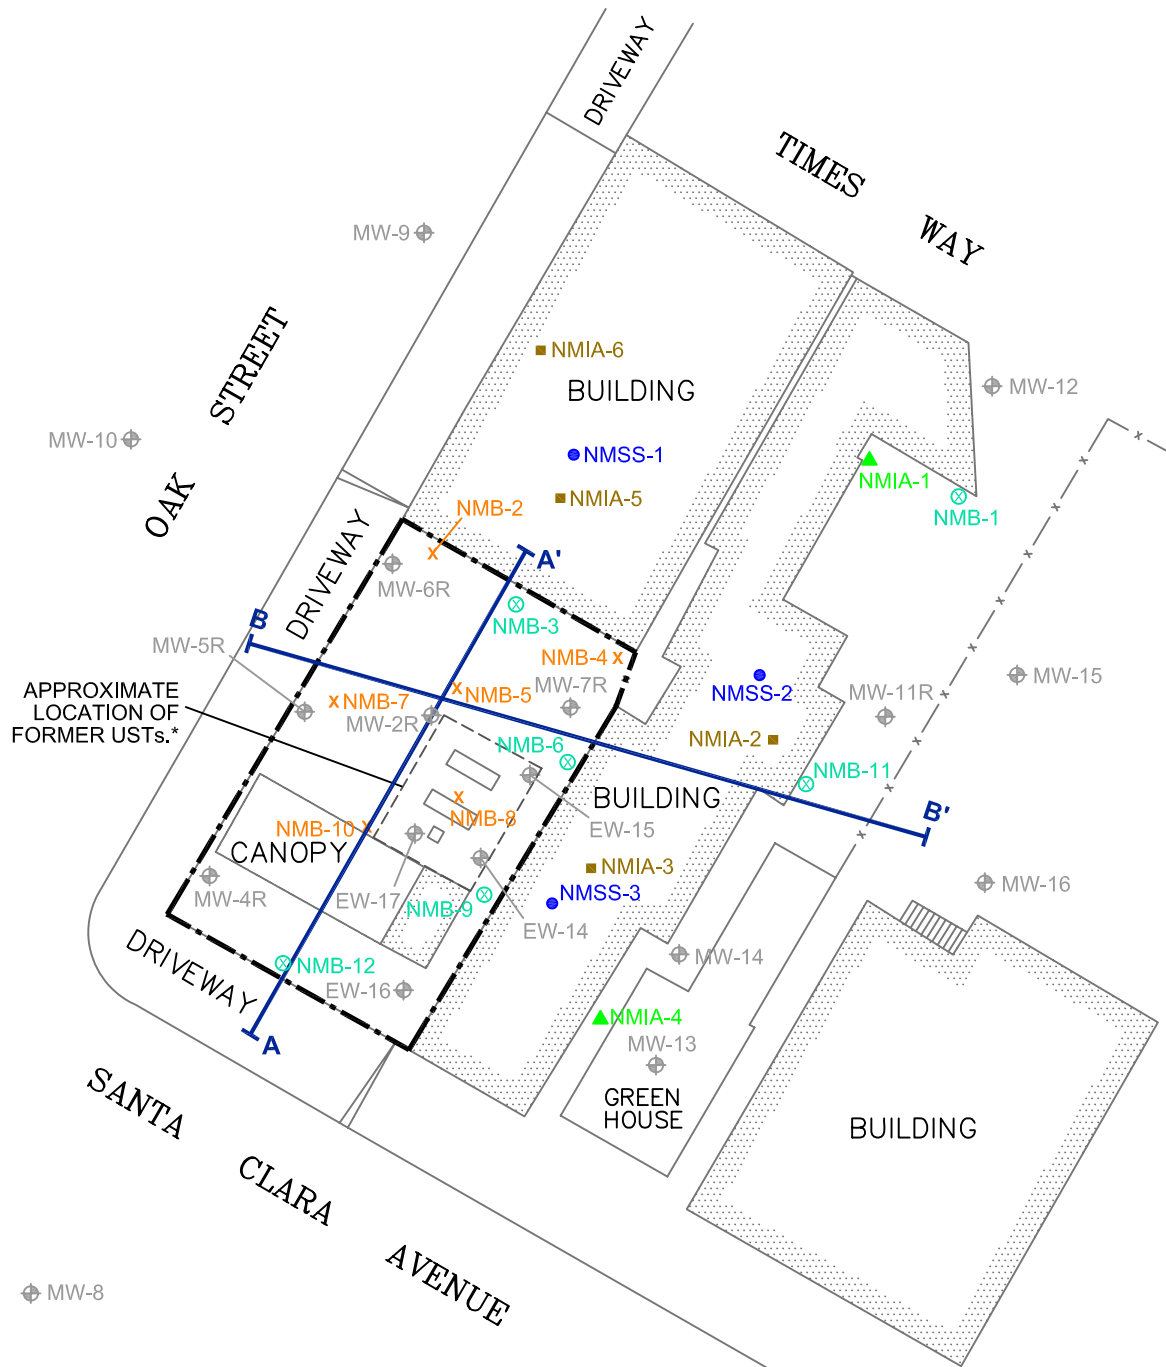 DRIVEWAY
TIMES WAY
MW-9
OAK STREET
NMIA-6
BUILDING
MW-12
MW-10
NMSS-1
NMIA-1
NMIA-5
NMB-1
NMB-2
A'
DRIVEWAY
MW-6R
B
NMB-3
MW-5R
NMB-4
MW-15
NMSS-2
MW-7R
NMB-5
NMB-7
MW-11R
APPROXIMATE
LOCATION OF
FORMER USTs.*
MW-2R
NMIA-2
NMB-6
NMB-11
BUILDING
B'
NMB-8
EW-15
NMB-10
CANOPY
NMIA-3
MW-4R
EW-17
NMSS-3
MW-16
NMB-9
EW-14
DRIVEWAY
NMB-12
MW-14
EW-16
NMIA-4
A
MW-13
GREEN
HOUSE
BUILDING
SANTA CLARA AVENUE
MW-8